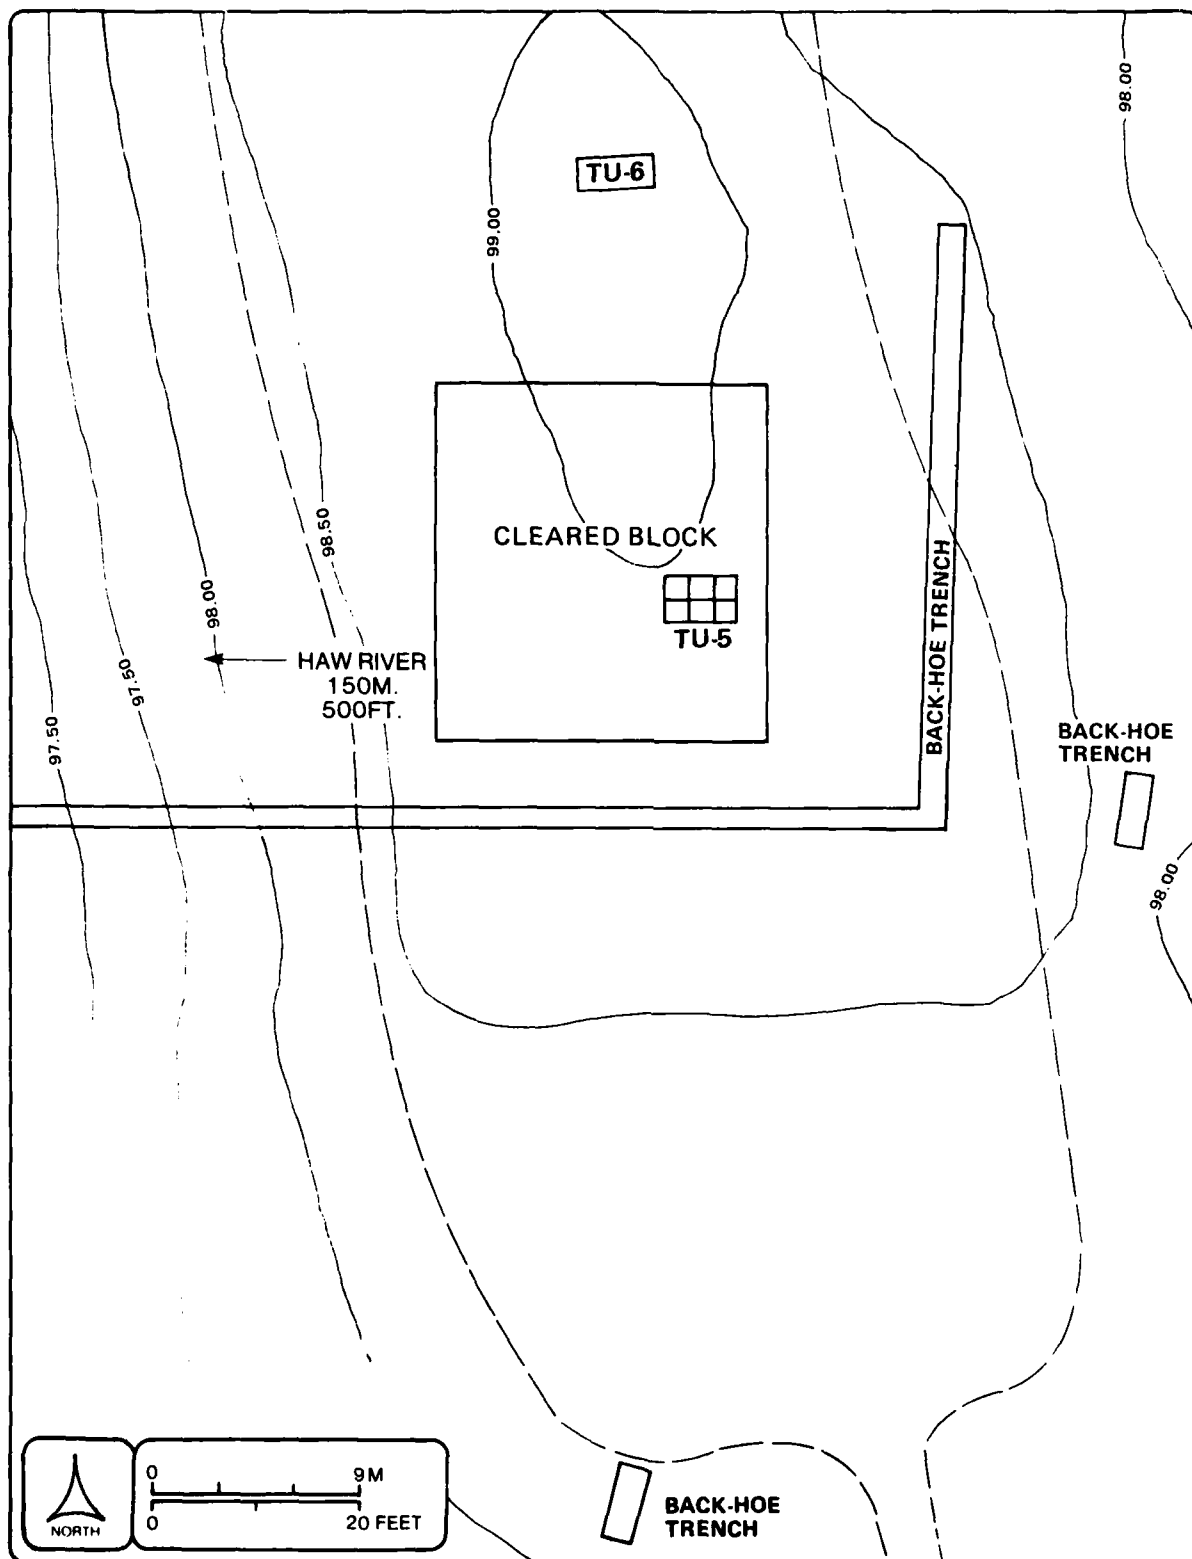 98.00
TU-6
99.00
98.50
CLEARED BLOCK
98.00
TU-5
BACK-HOE TRENCH
HAW RIVER
150M.
500FT.
97.50
97.50
BACK-HOE
TRENCH
98.00
0 9M
0 20 FEET
NORTH
BACK-HOE
TRENCH